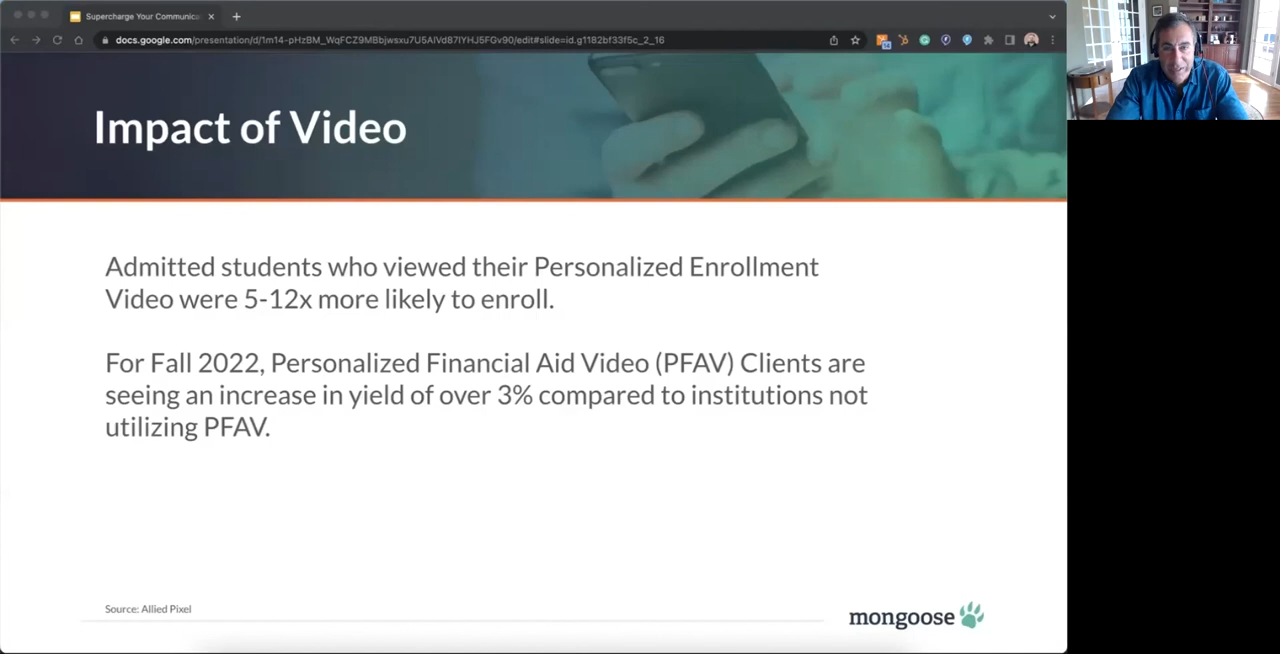 Supercharge Your Communica
docs.google.com/presentation/d/1m14-pHzBM_WqFCZ9MBbjwsxu7U5AlVd87IYHJ5FGv90/edit#slide=id.g1182bf33f5c_2_16
Impact of Video
Admitted students who viewed their Personalized Enrollment
Video were 5-12x more likely to enroll.
For Fall 2022, Personalized Financial Aid Video (PFAV) Clients are
seeing an increase in yield of over 3% compared to institutions not
utilizing PFAV.
Source: Allied Pixel
mongoose